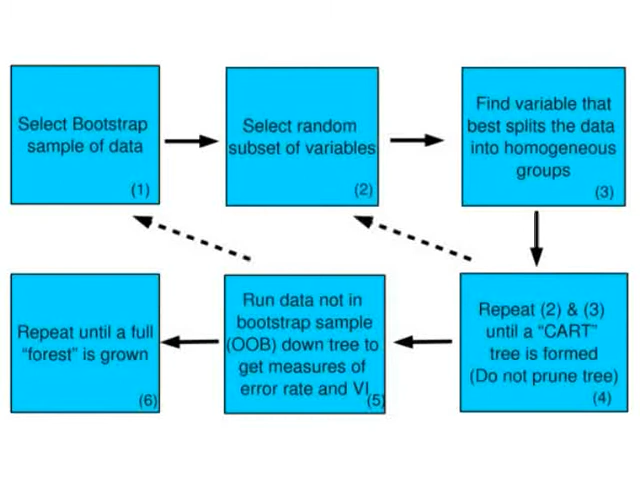 Select Bootstrap
sample of data
(1)
Select random
subset of variables
(2)
Find variable that
best splits the data
into homogeneous
groups
(3)
Repeat (2) & (3)
until a “CART”
tree is formed
(Do not prune tree)
(4)
Run data not in
bootstrap sample
(OOB) down tree to
get measures of
error rate and VI
(5)
Repeat until a full
“forest” is grown
(6)